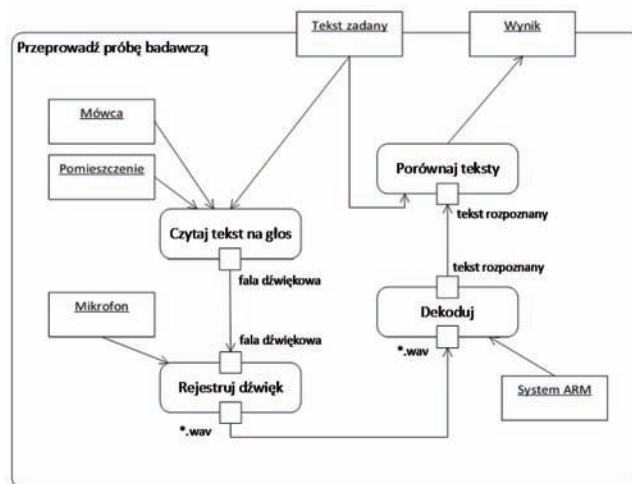 Tekst zadany
Wynik
Przeprowadź próbę badawczą
Mówca
Pomieszczenie
Porównaj teksty
tekst rozpoznany
Czytaj tekst na głos
fala dźwiękowa
tekst rozpoznany
Mikrofon
Dekoduj
fala dźwiękowa
*.wav
Rejestruj dźwięk
System ARM
*.wav